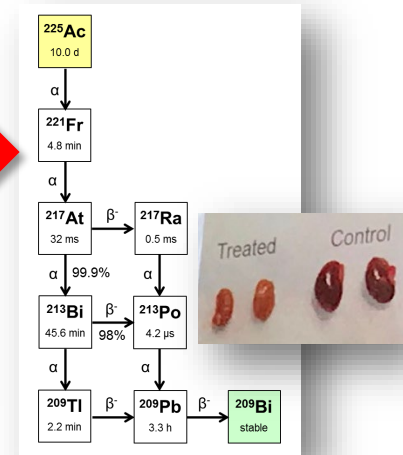 225Ac
10.0 d
α
221Fr
4.8 min
α
217At
32 ms
β-
217Ra
0.5 ms
α
99.9%
α
213Bi
45.6 min
β-
98%
213Po
4.2 µs
α
α
209Tl
2.2 min
β-
209Pb
3.3 h
β-
209Bi
stable
Treated
Control